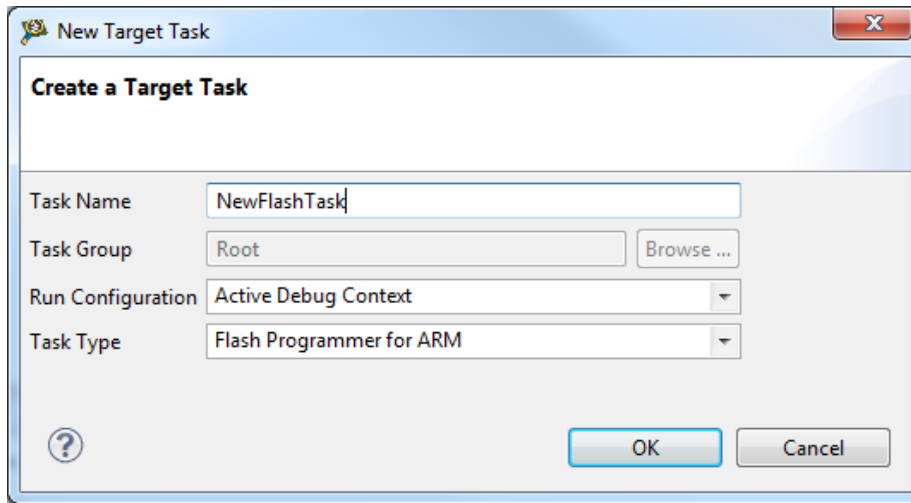 New Target Task
Create a Target Task
Task Name NewFlashTask
Task Group Root Browse ...
Run Configuration Active Debug Context
Task Type Flash Programmer for ARM
? OK Cancel